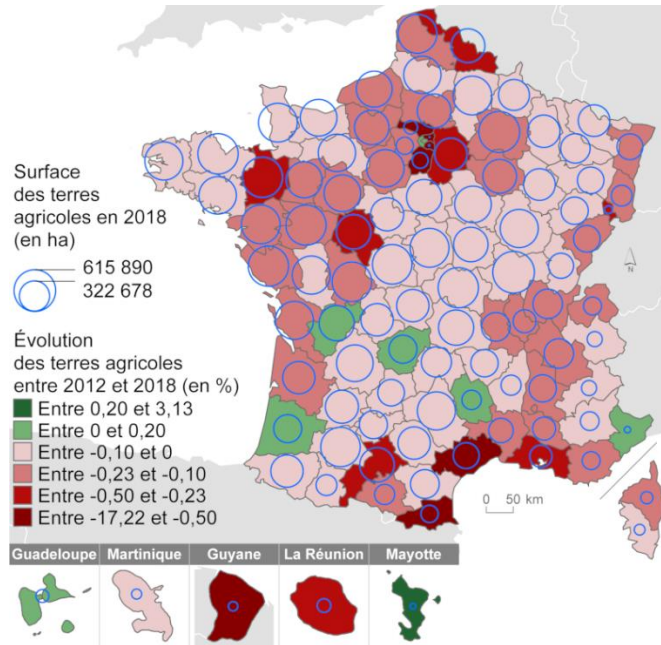 Surface
des terres
agricoles en 2018
(en ha)
615 890
322 678
Évolution
des terres agricoles
entre 2012 et 2018 (en %)
Entre 0,20 et 3,13
Entre 0 et 0,20
Entre -0,10 et 0
Entre -0,23 et -0,10
Entre -0,50 et -0,23
Entre -17,22 et -0,50
N
0 50 km
Guadeloupe Martinique Guyane La Réunion Mayotte